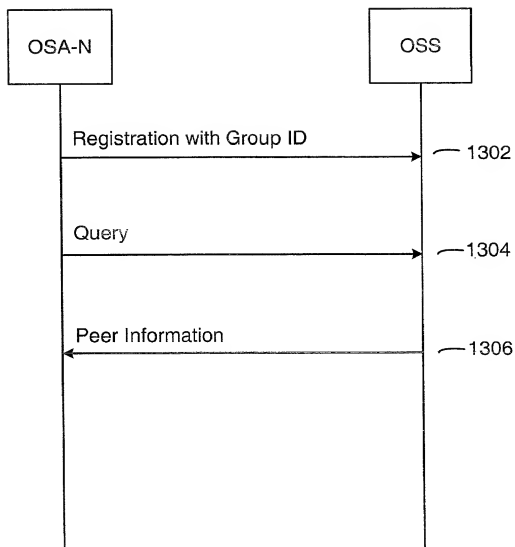 OSA-N
OSS
Registration with Group ID
1302
Query
1304
Peer Information
1306